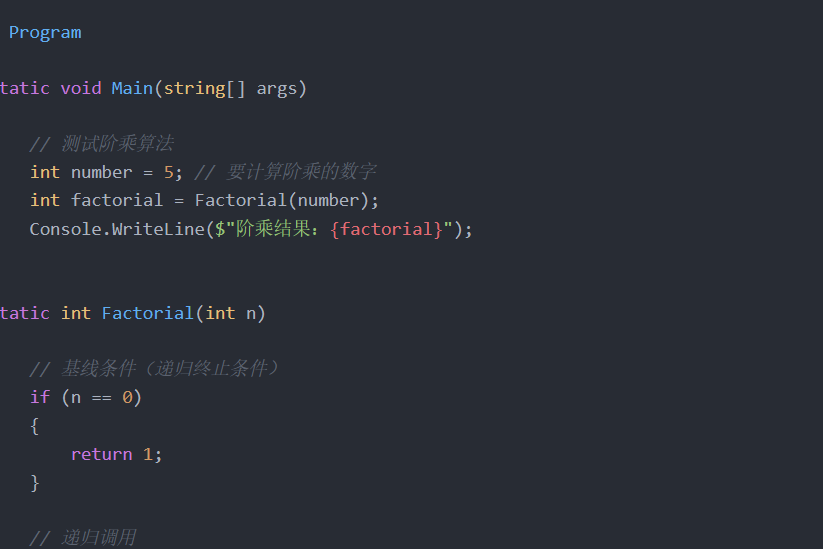 Program
tatic void Main(string[] args)
// 测试阶乘算法
int number = 5; // 要计算阶乘的数字
int factorial = Factorial(number);
Console.WriteLine($"阶乘结果：{factorial}");
tatic int Factorial(int n)
// 基线条件（递归终止条件）
if (n == 0)
{
return 1;
}
// 递归调用